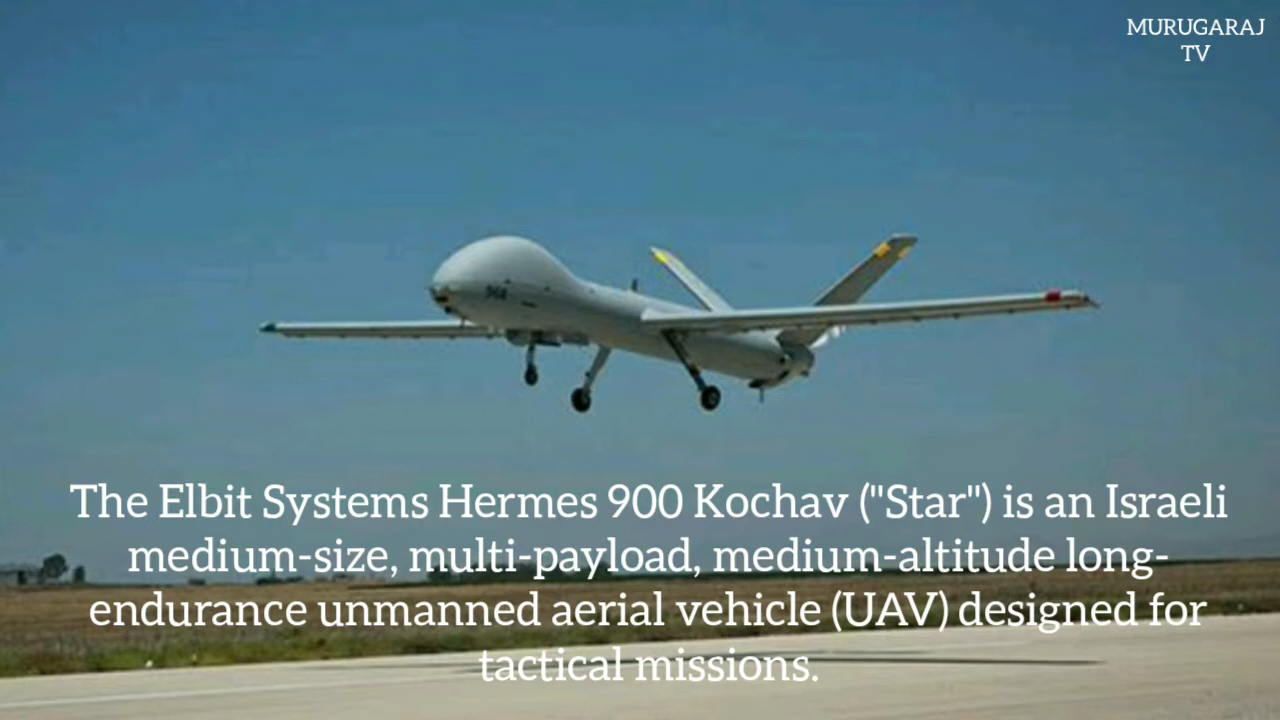 MURUGARAJ
TV
The Elbit Systems Hermes 900 Kochav ("Star") is an Israeli
medium-size, multi-payload, medium-altitude long-
endurance unmanned aerial vehicle (UAV) designed for
tactical missions.